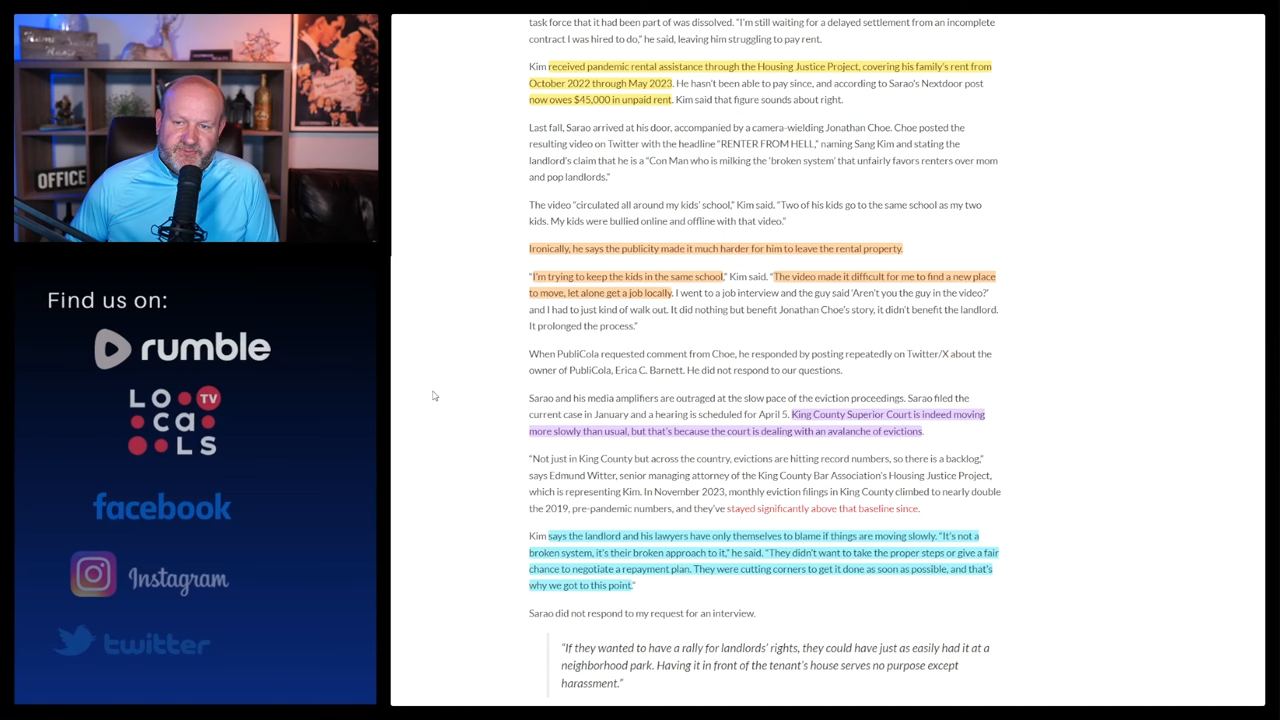 OFFICE
Find us on:
rumble
LO TV
ca
LS
facebook
Instagram
twitter
task force that it had been part of was dissolved. “I'm still waiting for a delayed settlement from an incomplete
contract I was hired to do,” he said, leaving him struggling to pay rent.
Kim received pandemic rental assistance through the Housing Justice Project, covering his family's rent from
October 2022 through May 2023. He hasn't been able to pay since, and according to Sarao's Nextdoor post
now owes $45,000 in unpaid rent. Kim said that figure sounds about right.
Last fall, Sarao arrived at his door, accompanied by a camera-wielding Jonathan Choe. Choe posted the
resulting video on Twitter with the headline “RENTER FROM HELL,” naming Sang Kim and stating the
landlord's claim that he is a “Con Man who is milking the ‘broken system’ that unfairly favors renters over mom
and pop landlords.”
The video “circulated all around my kids’ school,” Kim said. “Two of his kids go to the same school as my two
kids. My kids were bullied online and offline with that video.”
Ironically, he says the publicity made it much harder for him to leave the rental property.
“I'm trying to keep the kids in the same school,” Kim said. “The video made it difficult for me to find a new place
to move, let alone get a job locally. I went to a job interview and the guy said ‘Aren't you the guy in the video?’
and I had to just kind of walk out. It did nothing but benefit Jonathan Choe's story, it didn't benefit the landlord.
It prolonged the process.”
When PubliCola requested comment from Choe, he responded by posting repeatedly on Twitter/X about the
owner of PubliCola, Erica C. Barnett. He did not respond to our questions.
Sarao and his media amplifiers are outraged at the slow pace of the eviction proceedings. Sarao filed the
current case in January and a hearing is scheduled for April 5. King County Superior Court is indeed moving
more slowly than usual, but that's because the court is dealing with an avalanche of evictions.
“Not just in King County but across the country, evictions are hitting record numbers, so there is a backlog,”
says Edmund Witter, senior managing attorney of the King County Bar Association's Housing Justice Project,
which is representing Kim. In November 2023, monthly eviction filings in King County climbed to nearly double
the 2019, pre-pandemic numbers, and they've stayed significantly above that baseline since.
Kim says the landlord and his lawyers have only themselves to blame if things are moving slowly. “It's not a
broken system, it's their broken approach to it,” he said. “They didn't want to take the proper steps or give a fair
chance to negotiate a repayment plan. They were cutting corners to get it done as soon as possible, and that's
why we got to this point.”
Sarao did not respond to my request for an interview.
“If they wanted to have a rally for landlords’ rights, they could have just as easily had it at a
neighborhood park. Having it in front of the tenant's house serves no purpose except
harassment.”